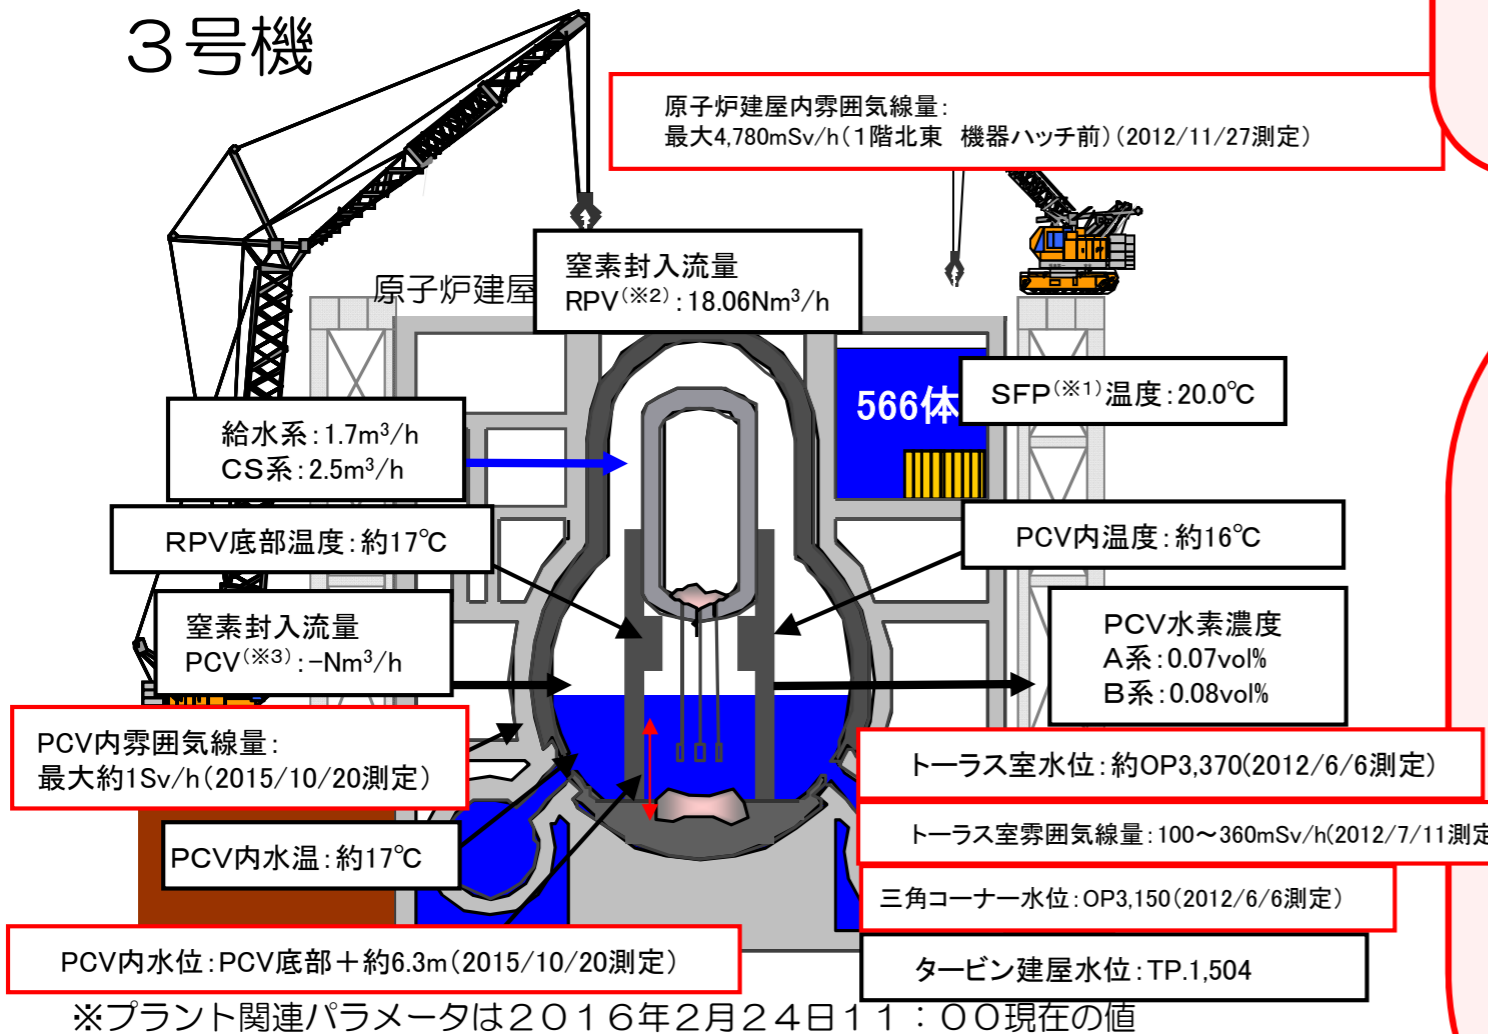 3号機
原子炉建屋内雰囲気線量：
最大4,780mSv/h（1階北東　機器ハッチ前）（2012/11/27測定）
原子炉建屋
窒素封入流量
RPV(※2)：18.06Nm3/h
566体
SFP(※1)温度：20.0℃
給水系：1.7m3/h
CS系：2.5m3/h
RPV底部温度：約17℃
PCV内温度：約16℃
窒素封入流量
PCV(※3)：-Nm3/h
PCV水素濃度
A系：0.07vol%
B系：0.08vol%
PCV内雰囲気線量：
最大約1Sv/h（2015/10/20測定）
トーラス室水位：約OP3,370(2012/6/6測定）
トーラス室雰囲気線量：100～360mSv/h(2012/7/11測定
PCV内水温：約17℃
三角コーナー水位：OP3,150(2012/6/6測定）
PCV内水位：PCV底部＋約6.3m（2015/10/20測定）
タービン建屋水位：TP.1,504
※プラント関連パラメータは2016年2月24日11：00現在の値